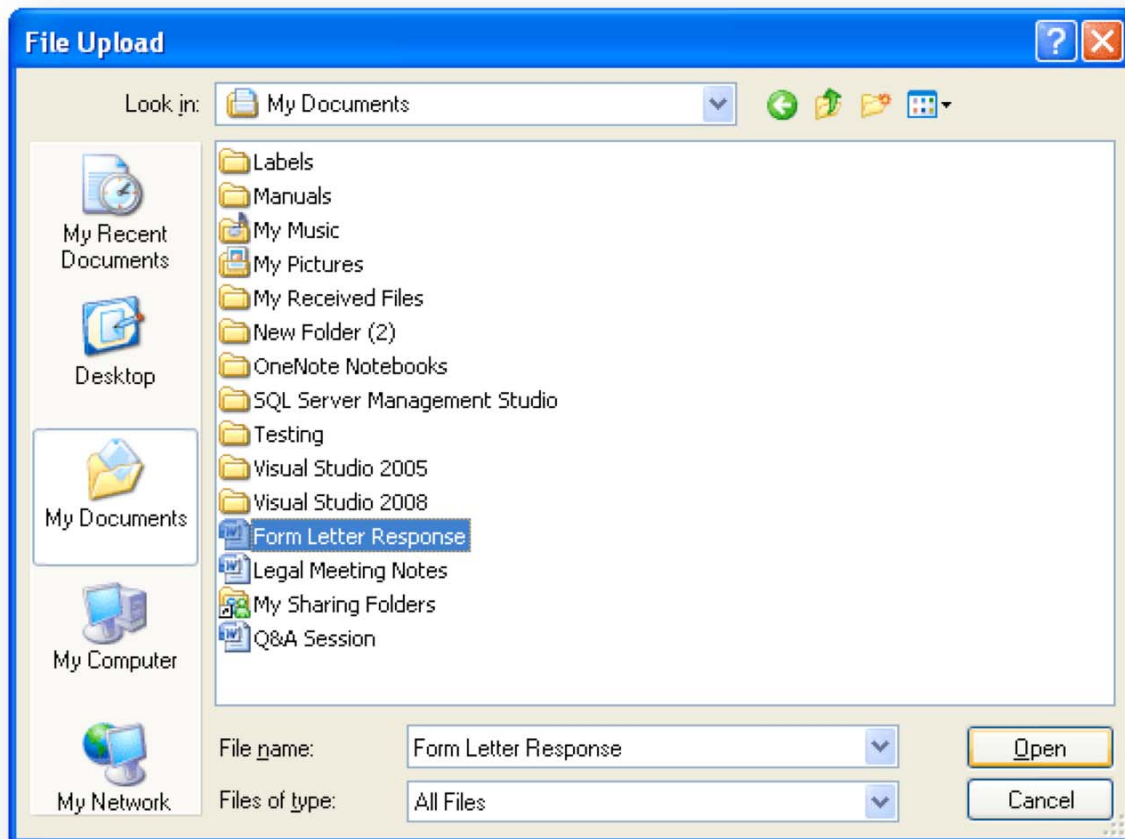 File Upload
Look in:
My Documents
My Recent
Documents
Desktop
My Documents
My Computer
My Network
Labels
Manuals
My Music
My Pictures
My Received Files
New Folder (2)
OneNote Notebooks
SQL Server Management Studio
Testing
Visual Studio 2005
Visual Studio 2008
Form Letter Response
Legal Meeting Notes
My Sharing Folders
Q&A Session
File name:
Form Letter Response
Open
Files of type:
All Files
Cancel